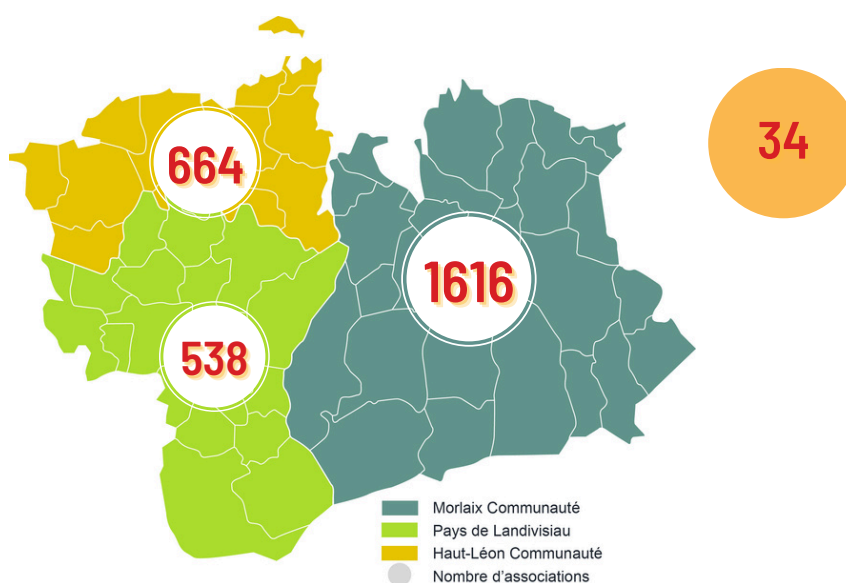 34
664
1616
538
Morlaix Communauté
Pays de Landivisiau
Haut-Léon Communauté
Nombre d'associations